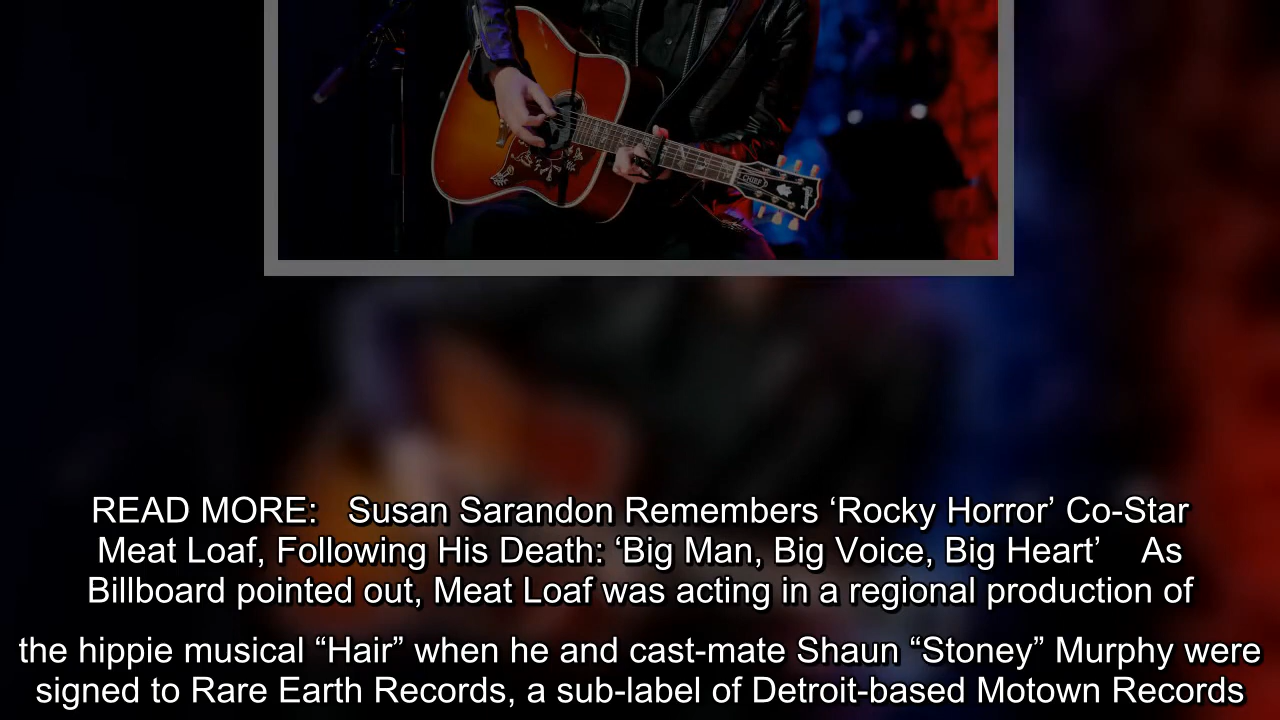 READ MORE: Susan Sarandon Remembers ‘Rocky Horror’ Co-Star
Meat Loaf, Following His Death: ‘Big Man, Big Voice, Big Heart’ As
Billboard pointed out, Meat Loaf was acting in a regional production of
the hippie musical “Hair” when he and cast-mate Shaun “Stoney” Murphy were
signed to Rare Earth Records, a sub-label of Detroit-based Motown Records